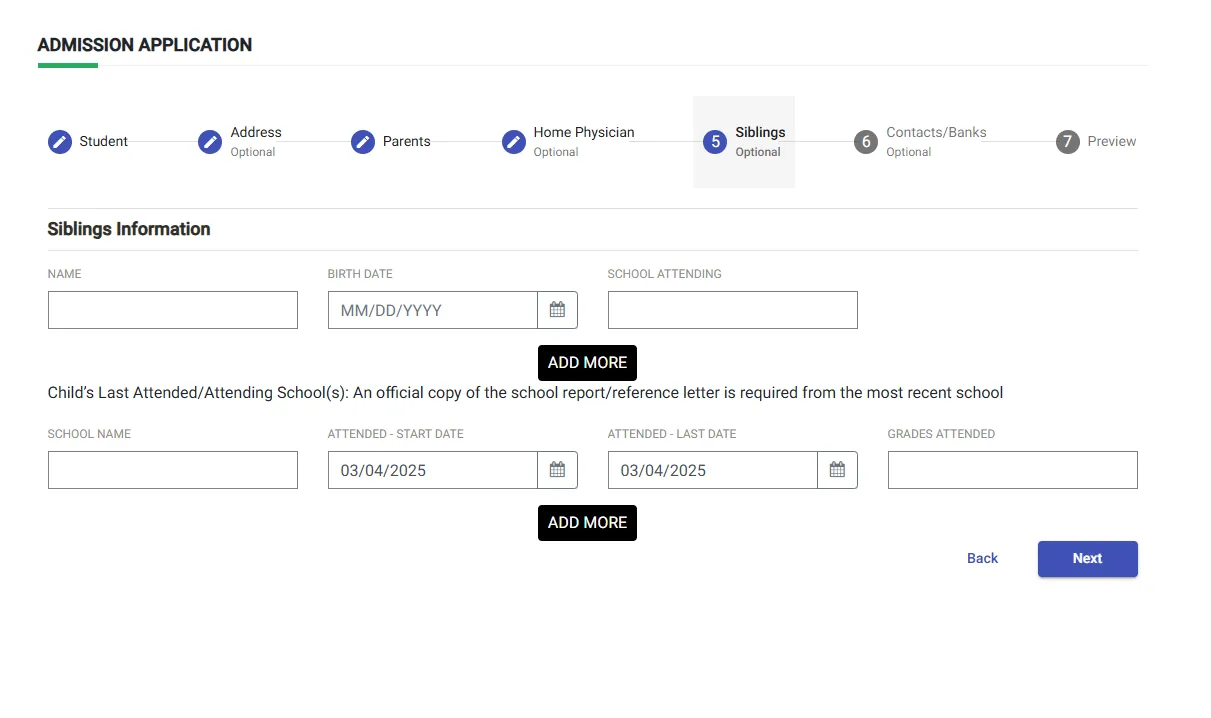 ADMISSION APPLICATION
Student
Address
Optional
Parents
Home Physician
Optional
5
Siblings
Optional
6
Contacts/Banks
Optional
7
Preview
Siblings Information
NAME
BIRTH DATE
SCHOOL ATTENDING
MM/DD/YYYY
ADD MORE
Child’s Last Attended/Attending School(s): An official copy of the school report/reference letter is required from the most recent school
SCHOOL NAME
ATTENDED - START DATE
ATTENDED - LAST DATE
GRADES ATTENDED
03/04/2025
03/04/2025
ADD MORE
Back
Next